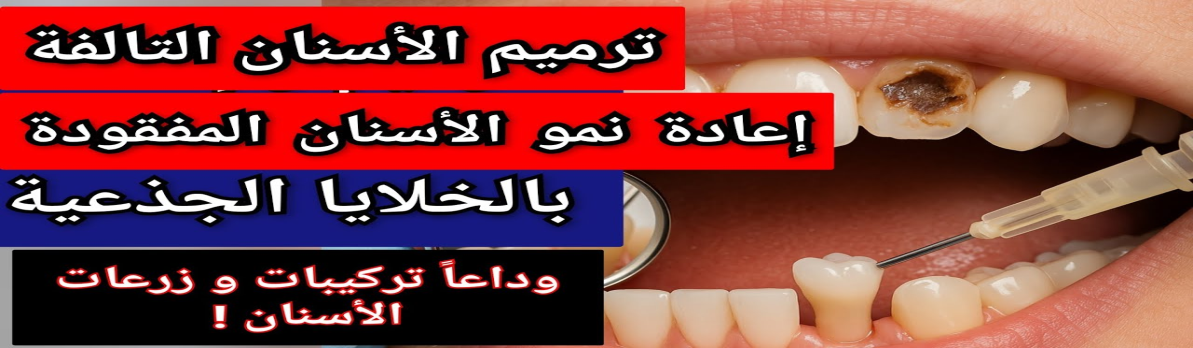 ترميم الأسنان التالفة
إعادة نمو الأسنان المفقودة
بالخلايا الجذعية
وداعاً تركيبات و زرعات
الأسنان !